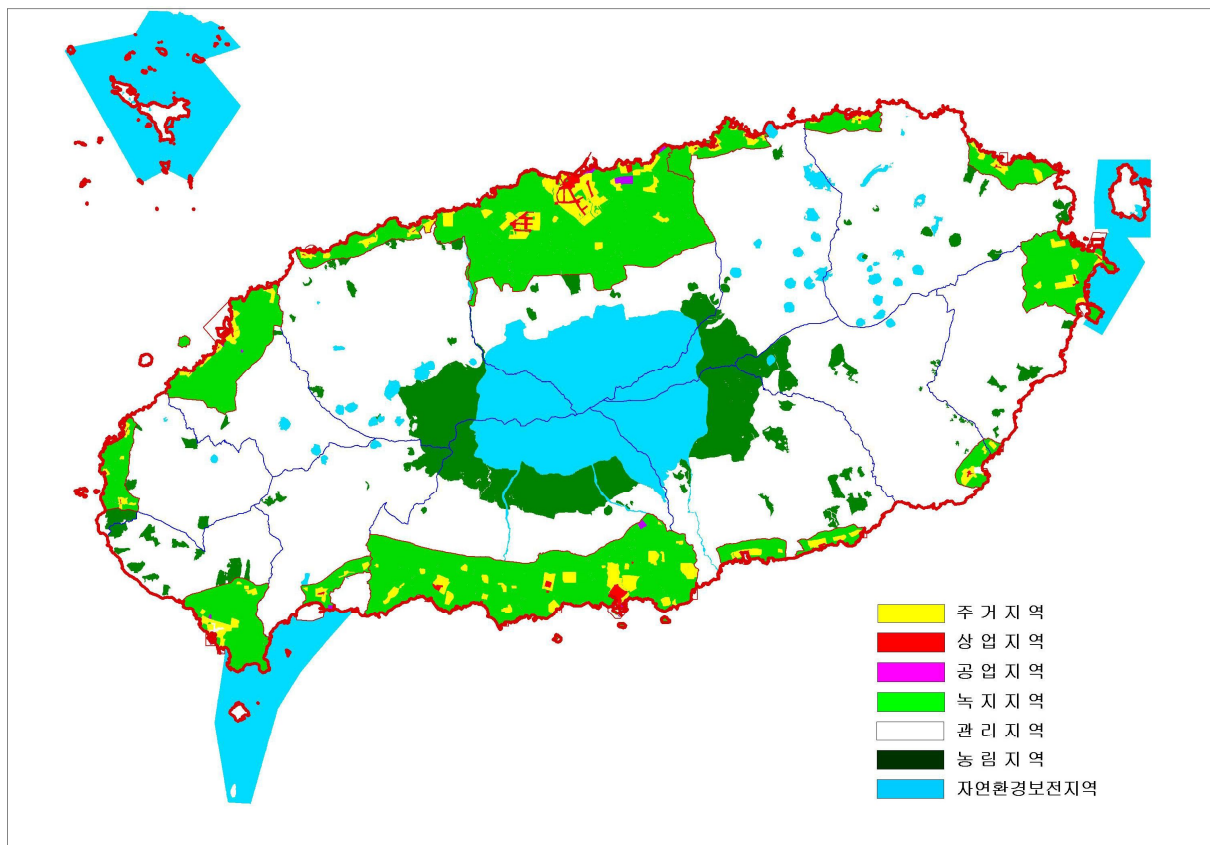 주 거 지 역
상 업 지 역
공 업 지 역
녹 지 지 역
관 리 지 역
농 림 지 역
자연환경보전지역